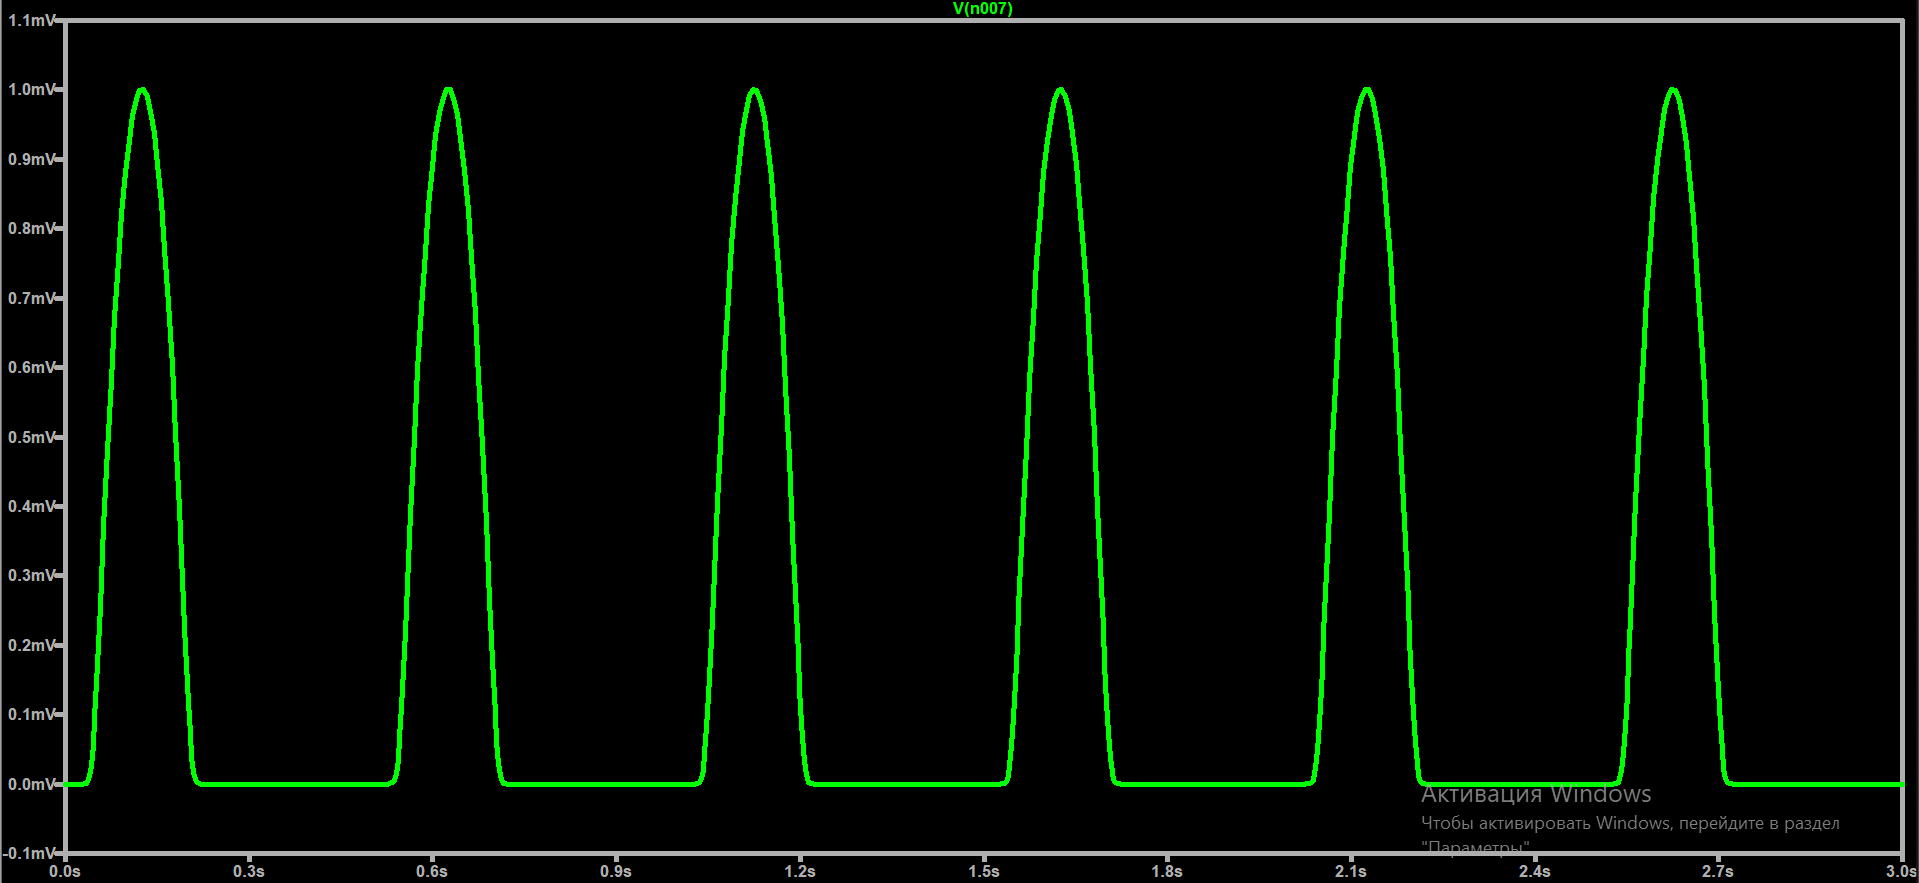 V(n007)
1.1mV
1.0mV
0.9mV
0.8mV
0.7mV
0.6mV
0.5mV
0.4mV
0.3mV
0.2mV
0.1mV
0.0mV
-0.1mV
0.0s 0.3s 0.6s 0.9s 1.2s 1.5s 1.8s 2.1s 2.4s 2.7s 3.0s
Активация Windows
Чтобы активировать Windows, перейдите в раздел
"Параметры"